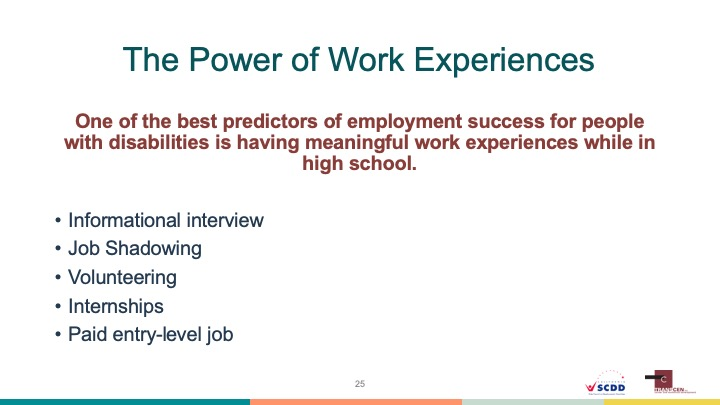 The Power of Work Experiences
One of the best predictors of employment success for people
with disabilities is having meaningful work experiences while in
high school.
• Informational interview
• Job Shadowing
• Volunteering
• Internships
• Paid entry-level job
25
SCDD